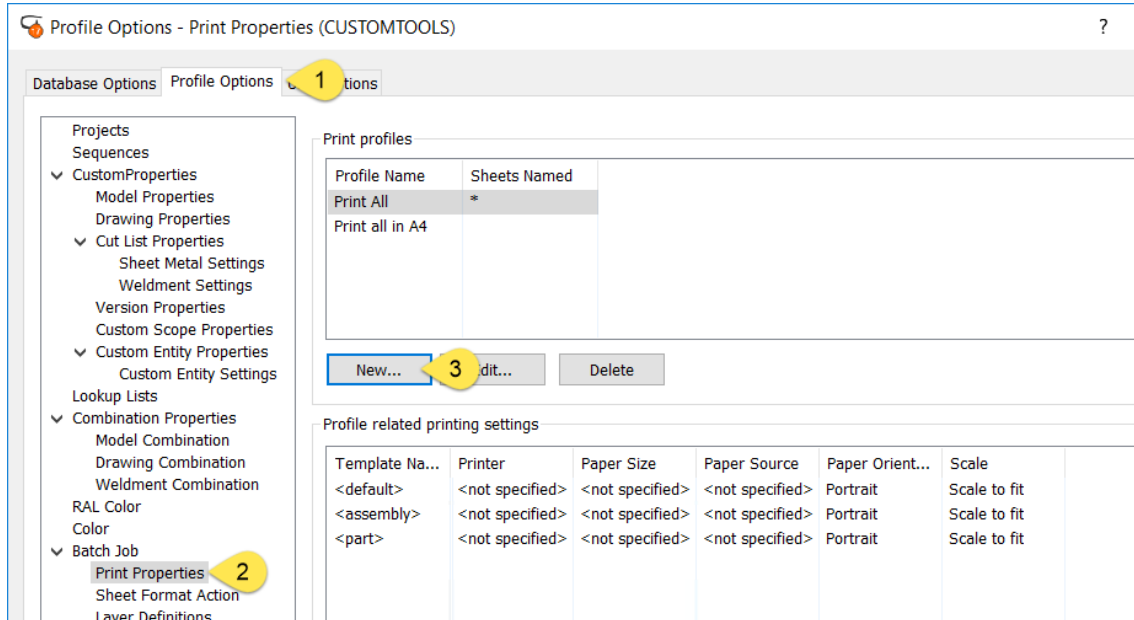 Profile Options - Print Properties (CUSTOMTOOLS)
?
Database Options
Profile Options
1
tions
Projects
Sequences
CustomProperties
Model Properties
Drawing Properties
Cut List Properties
Sheet Metal Settings
Weldment Settings
Version Properties
Custom Scope Properties
Custom Entity Properties
Custom Entity Settings
Lookup Lists
Combination Properties
Model Combination
Drawing Combination
Weldment Combination
RAL Color
Color
Batch Job
Print Properties
2
Sheet Format Action
Layer Definitions
Print profiles
Profile Name Sheets Named
Print All *
Print all in A4
New... 3 dit... Delete
Profile related printing settings
Template Na... Printer Paper Size Paper Source Paper Orient... Scale
<default> <not specified> <not specified> <not specified> Portrait Scale to fit
<assembly> <not specified> <not specified> <not specified> Portrait Scale to fit
<part> <not specified> <not specified> <not specified> Portrait Scale to fit